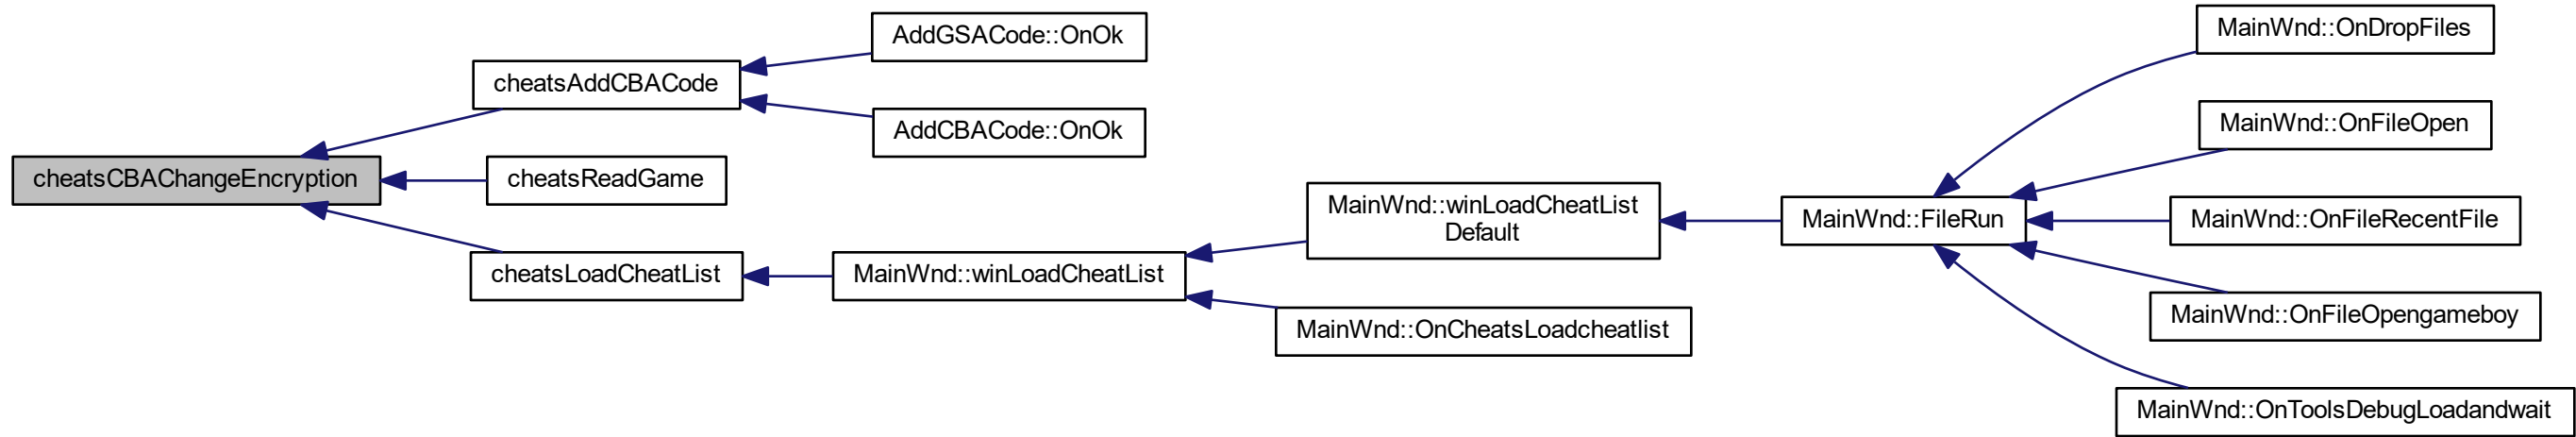 cheatsCBAChangeEncryption
cheatsAddCBACode
AddGSACode::OnOk
AddCBACode::OnOk
cheatsReadGame
cheatsLoadCheatList
MainWnd::winLoadCheatList
MainWnd::winLoadCheatList
Default
MainWnd::FileRun
MainWnd::OnDropFiles
MainWnd::OnFileOpen
MainWnd::OnFileRecentFile
MainWnd::OnFileOpengameboy
MainWnd::OnToolsDebugLoadandwait
MainWnd::OnCheatsLoadcheatlist